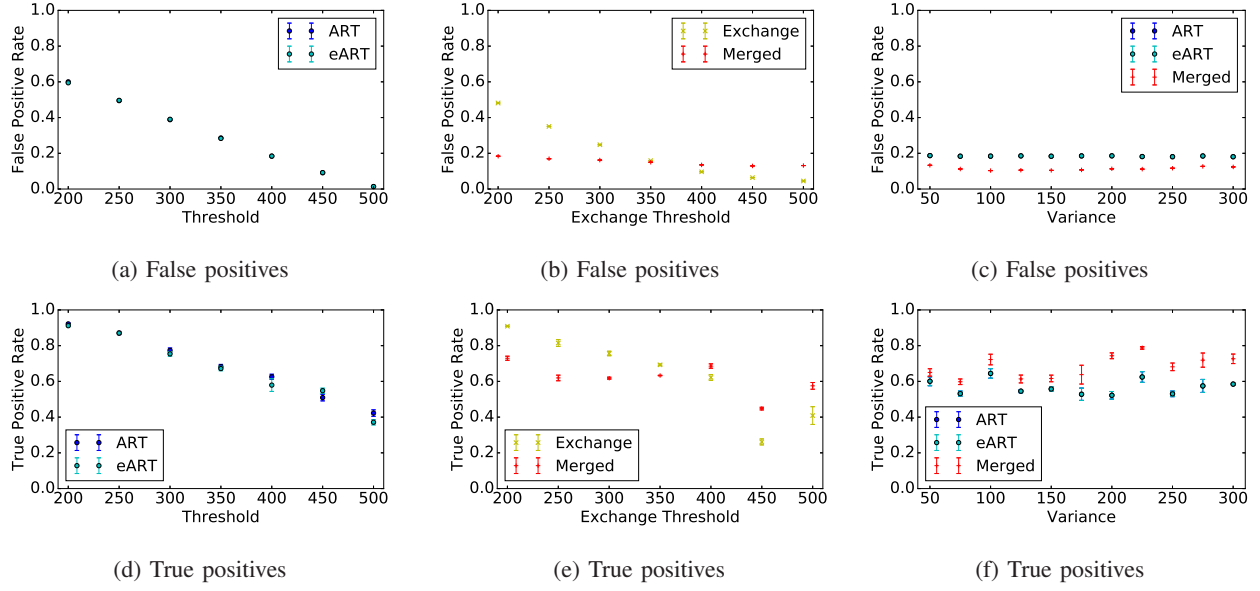 1.0
0.8
0.6
0.4
0.2
0.0
False Positive Rate
ART
eART
200 250 300 350 400 450 500
Threshold
(a) False positives
1.0
0.8
0.6
0.4
0.2
0.0
False Positive Rate
Exchange
Merged
200 250 300 350 400 450 500
Exchange Threshold
(b) False positives
1.0
0.8
0.6
0.4
0.2
0.0
False Positive Rate
ART
eART
Merged
50 100 150 200 250 300
Variance
(c) False positives
1.0
0.8
0.6
0.4
0.2
0.0
True Positive Rate
ART
eART
200 250 300 350 400 450 500
Threshold
(d) True positives
1.0
0.8
0.6
0.4
0.2
0.0
True Positive Rate
Exchange
Merged
200 250 300 350 400 450 500
Exchange Threshold
(e) True positives
1.0
0.8
0.6
0.4
0.2
0.0
True Positive Rate
ART
eART
Merged
50 100 150 200 250 300
Variance
(f) True positives